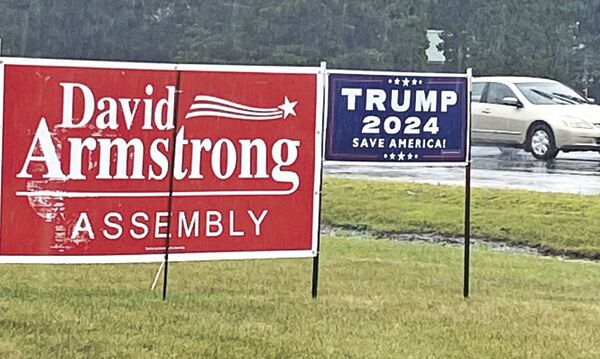 David
Armstrong
ASSEMBLY
TRUMP
2024
SAVE AMERICA!